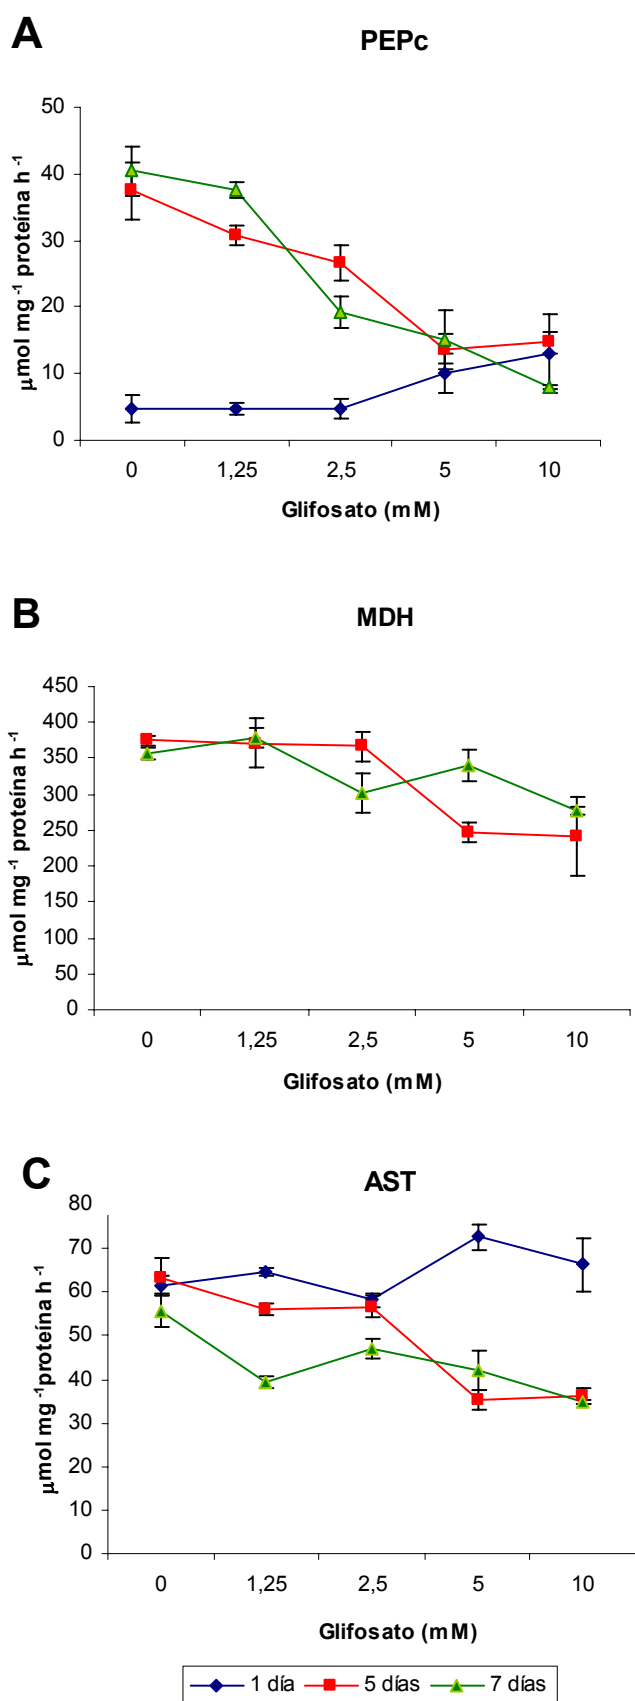 A
PEPc
50
40
30
20
10
0
µmol mg ⁻¹ proteína h ⁻¹
0 1,25 2,5 5 10
Glifosato (mM)
B
MDH
450
400
350
300
250
200
150
100
50
0
µmol mg ⁻¹ proteína h ⁻¹
0 1,25 2,5 5 10
Glifosato (mM)
C
AST
80
70
60
50
40
30
20
10
0
µmol mg ⁻¹proteína h ⁻¹
0 1,25 2,5 5 10
Glifosato (mM)
1 día 5 días 7 días